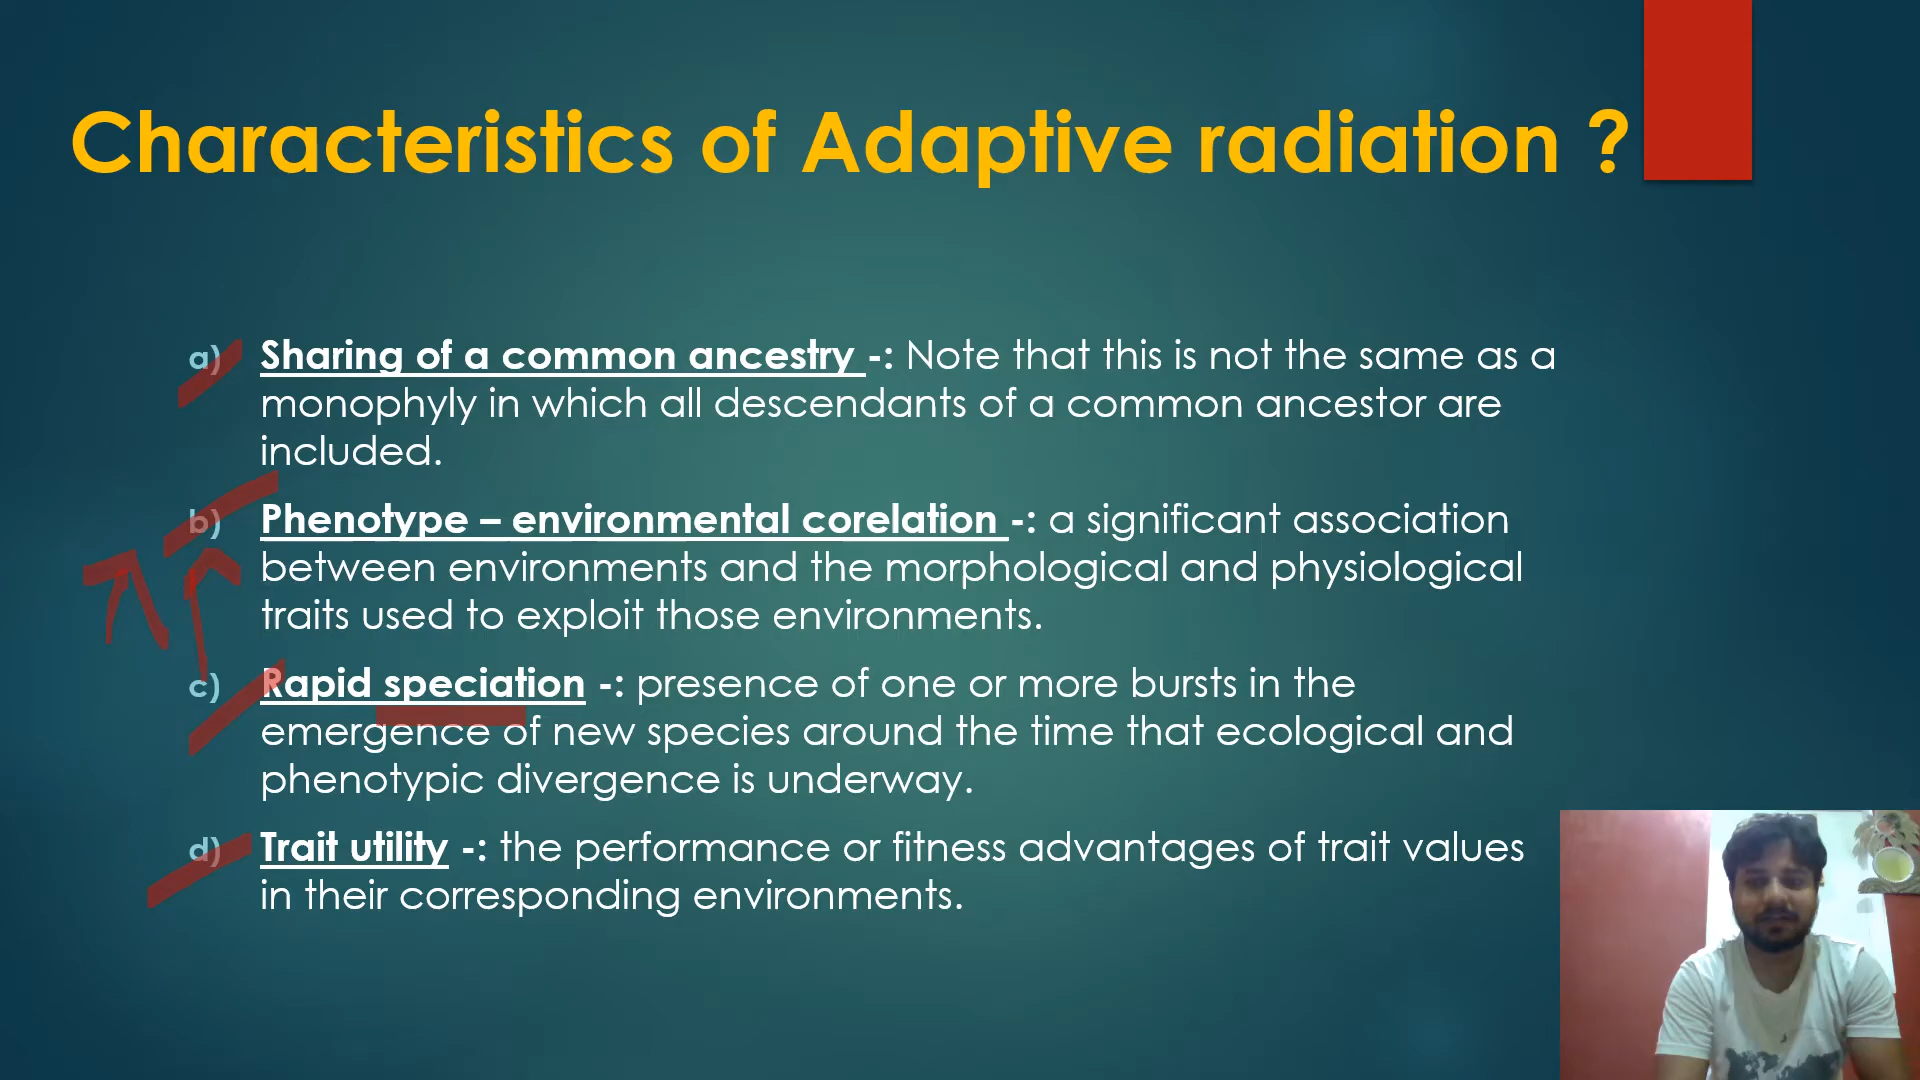 Characteristics of Adaptive radiation ?
a) Sharing of a common ancestry -: Note that this is not the same as a
monophyly in which all descendants of a common ancestor are
included.
b) Phenotype – environmental corelation -: a significant association
between environments and the morphological and physiological
traits used to exploit those environments.
c) Rapid speciation -: presence of one or more bursts in the
emergence of new species around the time that ecological and
phenotypic divergence is underway.
d) Trait utility -: the performance or fitness advantages of trait values
in their corresponding environments.